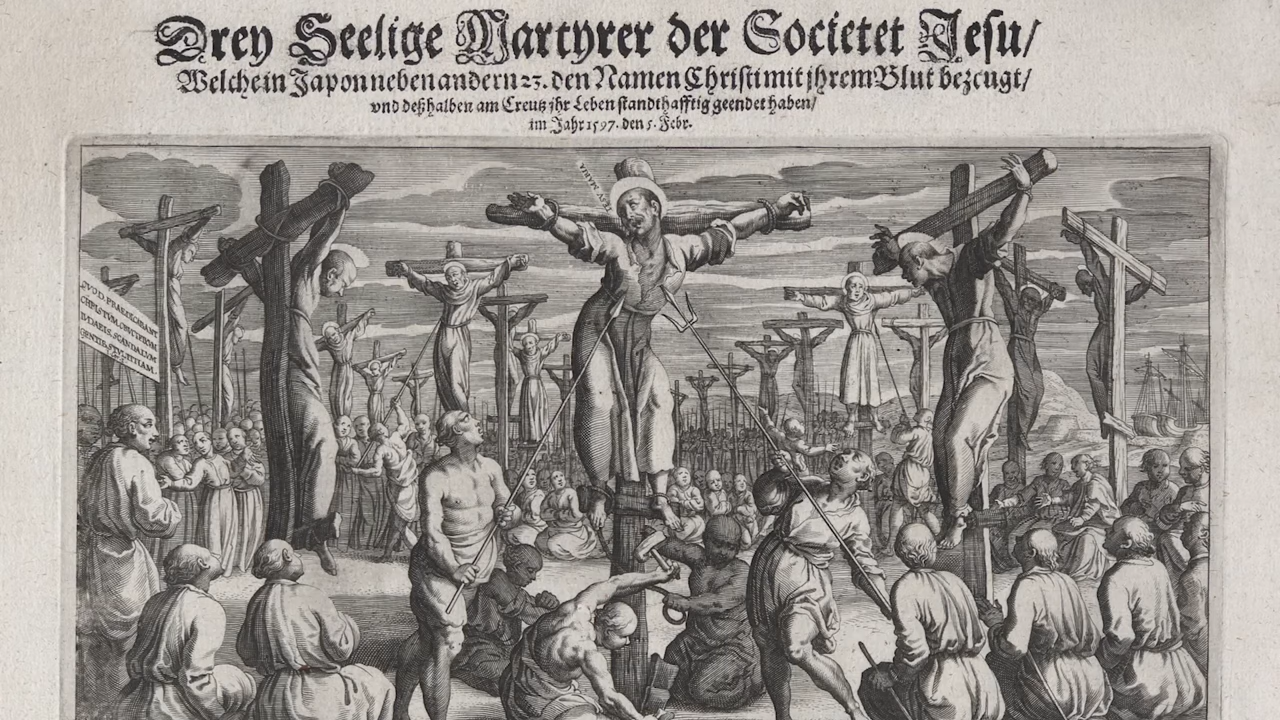 Drey Seelige Martyrer der Societet Jesu/
Welche in Japon neben andern 23. den Namen Christi mit jhrem Blut bezeugt/
vnd deßhalben am Creutz jhr Leben standthafftig geendet haben/
im Jahr 1597. den 5. Febr.
MARIA
QVOD PRAEDICABANT
CHRISTVM CRVCIFIXVM
IVDAEIS SCANDALVM
GENTIB. STVLTITIAM.